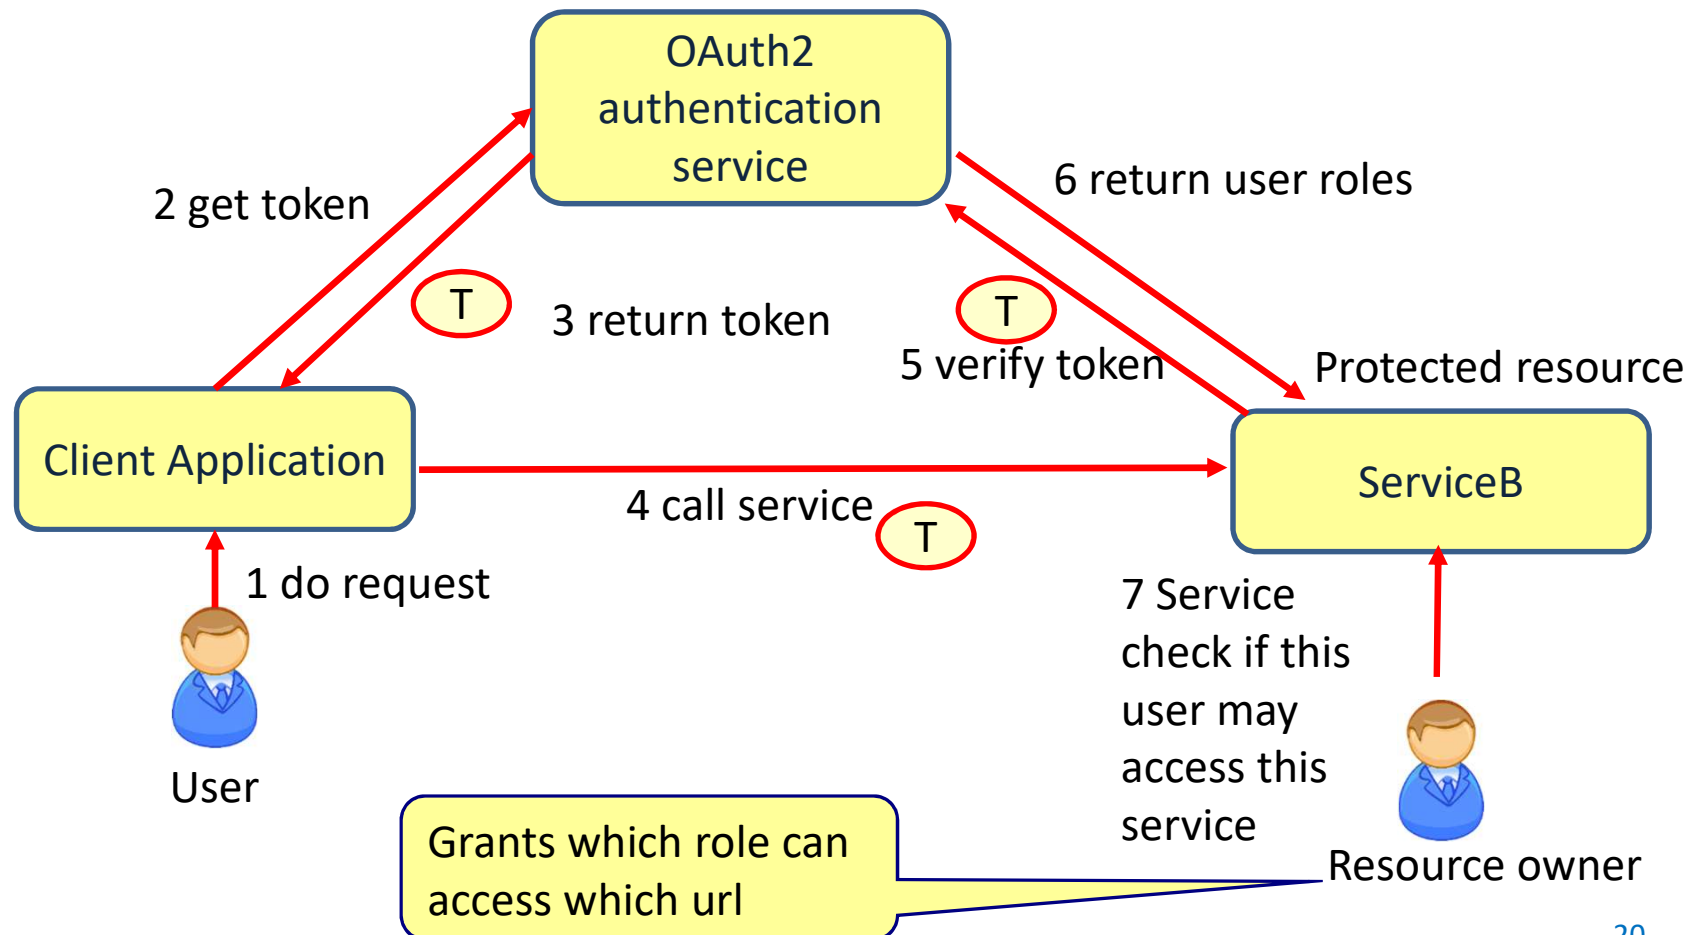 OAuth2
authentication
service
2 get token
6 return user roles
T
3 return token
T
5 verify token
Protected resource
Client Application
ServiceB
4 call service
T
1 do request
7 Service
check if this
user may
access this
service
User
Grants which role can
access which url
Resource owner
20